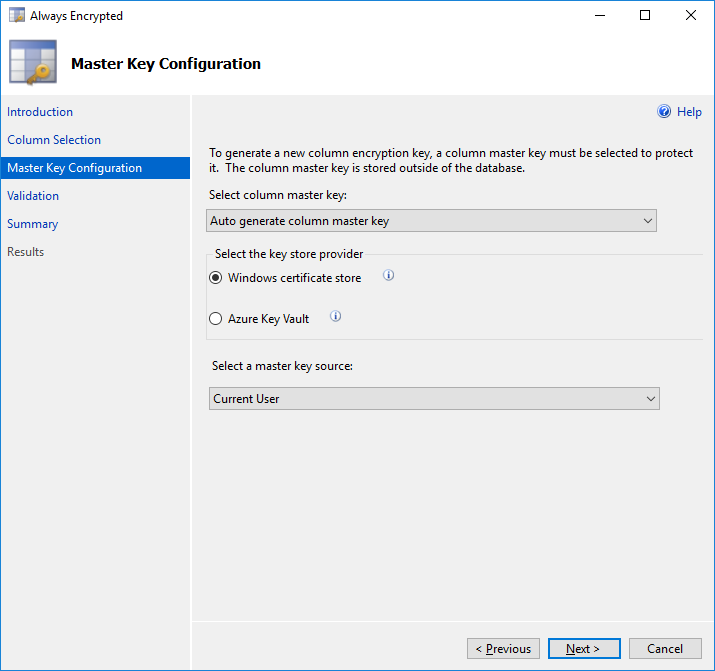 Always Encrypted
Master Key Configuration
Introduction
Column Selection
Master Key Configuration
Validation
Summary
Results
Help
To generate a new column encryption key, a column master key must be selected to protect
it.  The column master key is stored outside of the database.
Select column master key:
Auto generate column master key
Select the key store provider
Windows certificate store
Azure Key Vault
Select a master key source:
Current User
< Previous
Next >
Cancel